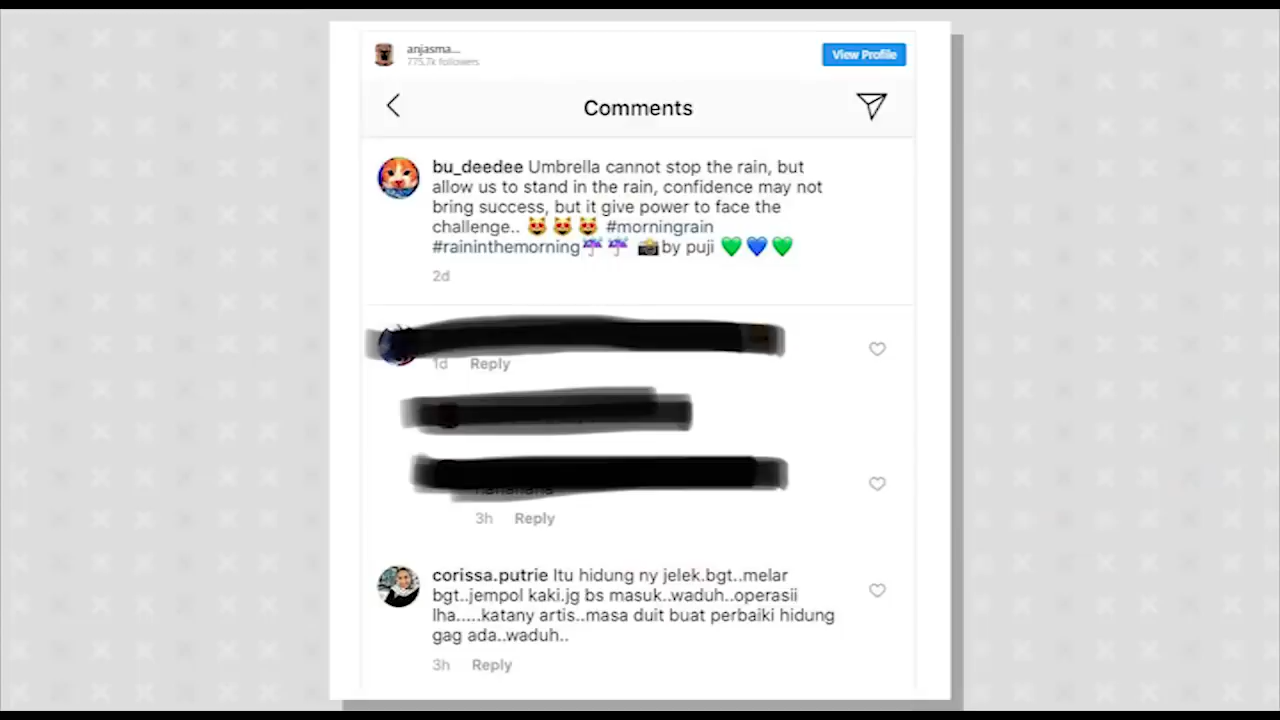 anjasma...
775.7k followers
View Profile
Comments
bu_deedee Umbrella cannot stop the rain, but
allow us to stand in the rain, confidence may not
bring success, but it give power to face the
challenge.. 😻😻😻 #morningrain
#raininthemorning☔☔ 📸by puji 💚💙💚
2d
1d Reply
3h Reply
corissa.putrie Itu hidung ny jelek.bgt..melar
bgt..jempol kaki.jg bs masuk..waduh..operasii
lha.....katany artis..masa duit buat perbaiki hidung
gag ada..waduh..
3h Reply